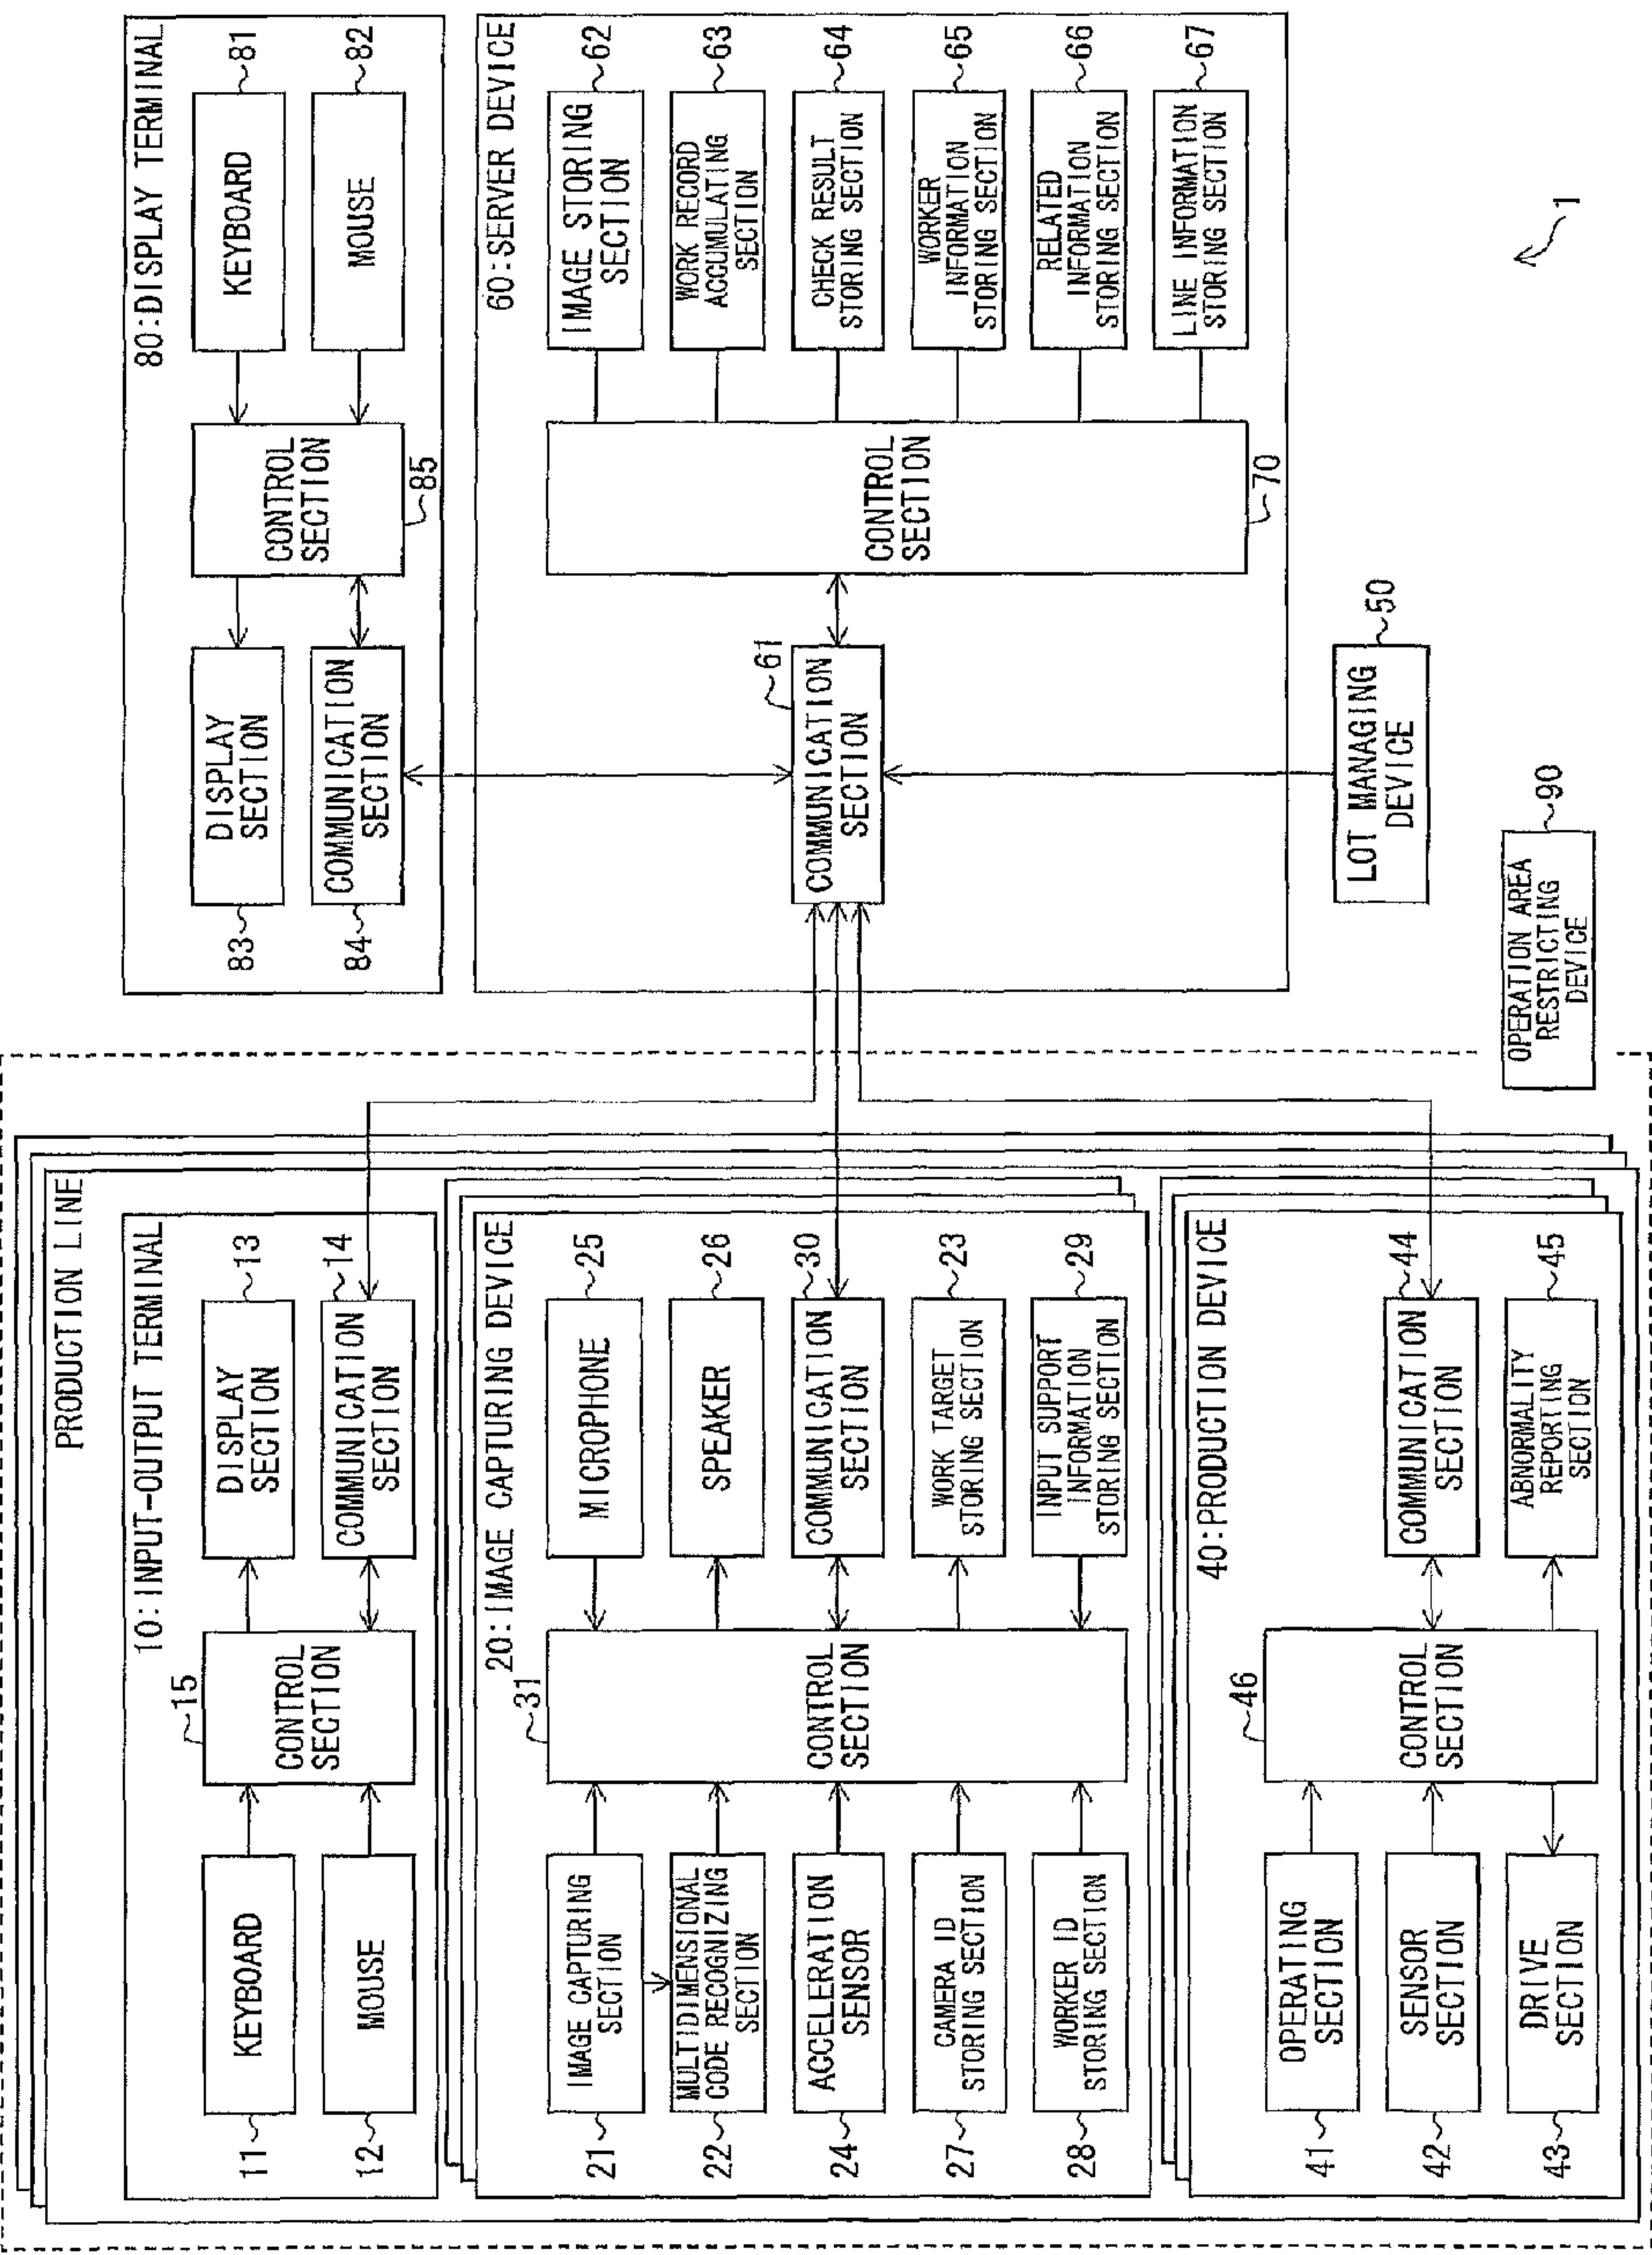 PRODUCTION LINE
10:INPUT-OUTPUT TERMINAL
11
KEYBOARD
12
MOUSE
15
CONTROL
SECTION
DISPLAY
SECTION
13
COMMUNICATION
SECTION
14
20:IMAGE CAPTURING DEVICE
21
IMAGE CAPTURING
SECTION
22
MULTIDIMENSIONAL
CODE RECOGNIZING
SECTION
24
ACCELERATION
SENSOR
27
CAMERA ID
STORING SECTION
28
WORKER ID
STORING SECTION
31
CONTROL
SECTION
MICROPHONE
25
SPEAKER
26
COMMUNICATION
SECTION
30
WORK TARGET
STORING SECTION
23
INPUT SUPPORT
INFORMATION
STORING SECTION
29
40:PRODUCTION DEVICE
41
OPERATING
SECTION
42
SENSOR
SECTION
43
DRIVE
SECTION
46
CONTROL
SECTION
COMMUNICATION
SECTION
44
ABNORMALITY
REPORTING
SECTION
45
80:DISPLAY TERMINAL
83
DISPLAY
SECTION
84
COMMUNICATION
SECTION
CONTROL
SECTION
85
KEYBOARD
81
MOUSE
82
60:SERVER DEVICE
COMMUNICATION
SECTION
61
CONTROL
SECTION
70
IMAGE STORING
SECTION
62
WORK RECORD
ACCUMULATING
SECTION
63
CHECK RESULT
STORING SECTION
64
WORKER
INFORMATION
STORING SECTION
65
RELATED
INFORMATION
STORING SECTION
66
LINE INFORMATION
STORING SECTION
67
LOT MANAGING
DEVICE
50
OPERATION AREA
RESTRICTING
DEVICE
90
1